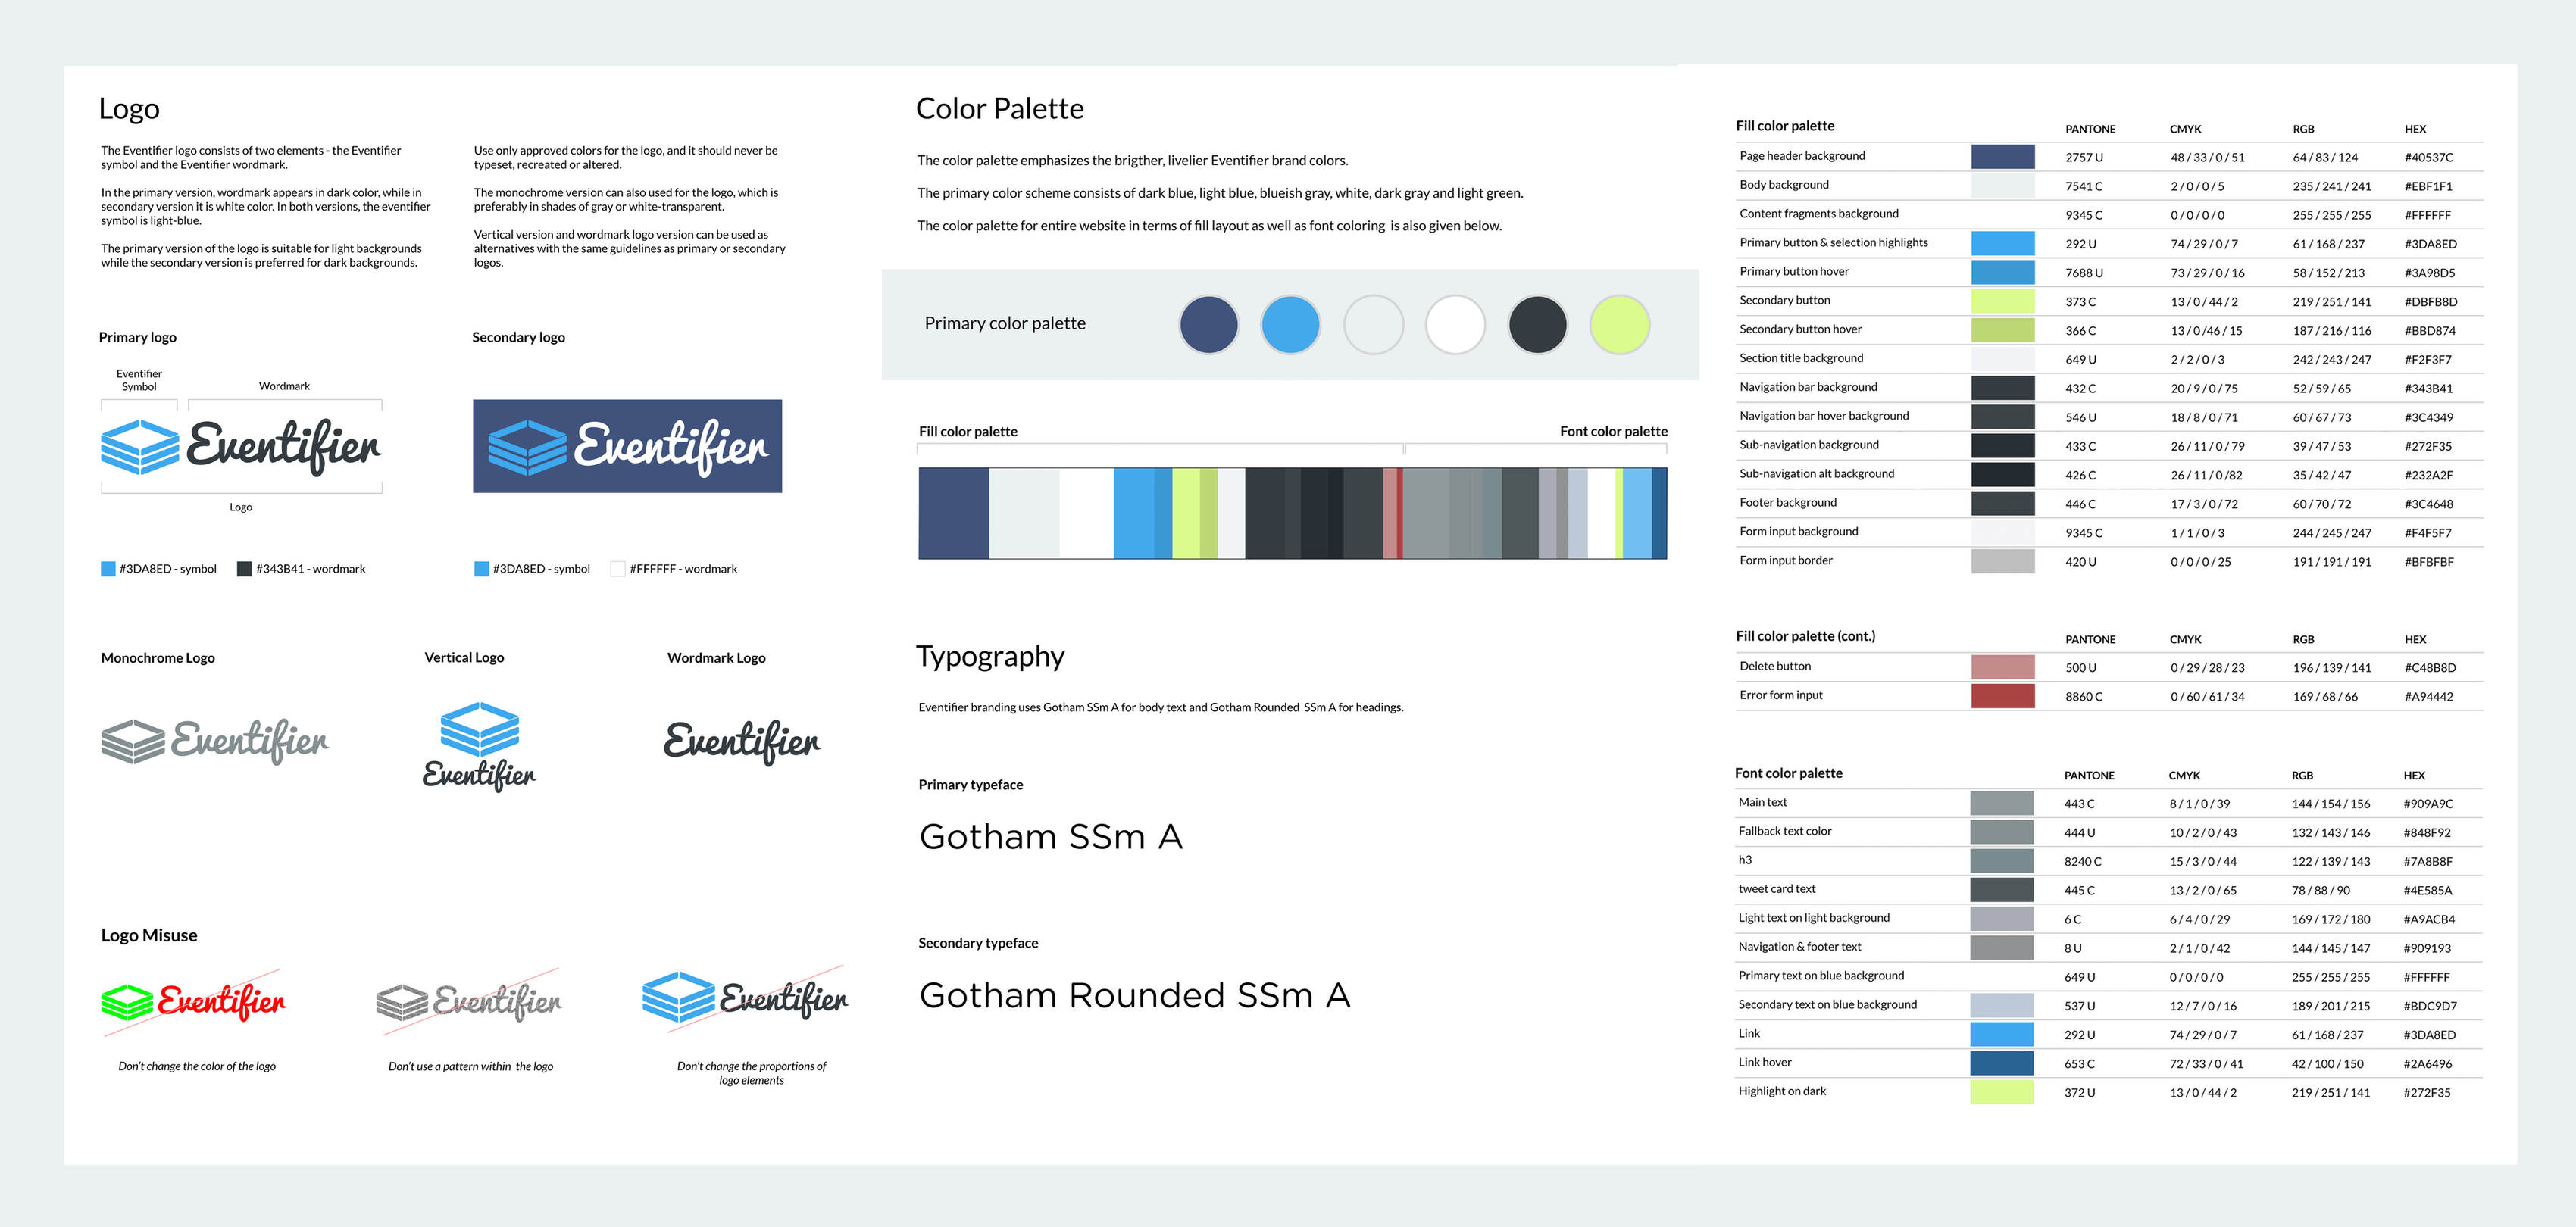 Logo
The Eventifier logo consists of two elements - the Eventifier
symbol and the Eventifier wordmark.
In the primary version, wordmark appears in dark color, while in
secondary version it is white color. In both versions, the eventifier
symbol is light-blue.
The primary version of the logo is suitable for light backgrounds
while the secondary version is preferred for dark backgrounds.
Use only approved colors for the logo, and it should never be
typeset, recreated or altered.
The monochrome version can also used for the logo, which is
preferably in shades of gray or white-transparent.
Vertical version and wordmark logo version can be used as
alternatives with the same guidelines as primary or secondary
logos.
Primary logo
Eventifier
Symbol
Wordmark
Eventifier
Logo
#3DA8ED - symbol #343B41 - wordmark
Secondary logo
Eventifier
#3DA8ED - symbol #FFFFFF - wordmark
Monochrome Logo
Eventifier
Vertical Logo
Eventifier
Wordmark Logo
Eventifier
Logo Misuse
Eventifier
Don't change the color of the logo
Eventifier
Don't use a pattern within the logo
Eventifier
Don't change the proportions of
logo elements
Color Palette
The color palette emphasizes the brigther, livelier Eventifier brand colors.
The primary color scheme consists of dark blue, light blue, blueish gray, white, dark gray and light green.
The color palette for entire website in terms of fill layout as well as font coloring is also given below.
Primary color palette
Fill color palette Font color palette
Typography
Eventifier branding uses Gotham SSm A for body text and Gotham Rounded SSm A for headings.
Primary typeface
Gotham SSm A
Secondary typeface
Gotham Rounded SSm A
Fill color palette PANTONE CMYK RGB HEX
Page header background 2757 U 48 / 33 / 0 / 51 64 / 83 / 124 #40537C
Body background 7541 C 2 / 0 / 0 / 5 235 / 241 / 241 #EBF1F1
Content fragments background 9345 C 0 / 0 / 0 / 0 255 / 255 / 255 #FFFFFF
Primary button & selection highlights 292 U 74 / 29 / 0 / 7 61 / 168 / 237 #3DA8ED
Primary button hover 7688 U 73 / 29 / 0 / 16 58 / 152 / 213 #3A98D5
Secondary button 373 C 13 / 0 / 44 / 2 219 / 251 / 141 #DBFB8D
Secondary button hover 366 C 13 / 0 /46 / 15 187 / 216 / 116 #BBD874
Section title background 649 U 2 / 2 / 0 / 3 242 / 243 / 247 #F2F3F7
Navigation bar background 432 C 20 / 9 / 0 / 75 52 / 59 / 65 #343B41
Navigation bar hover background 546 U 18 / 8 / 0 / 71 60 / 67 / 73 #3C4349
Sub-navigation background 433 C 26 / 11 / 0 / 79 39 / 47 / 53 #272F35
Sub-navigation alt background 426 C 26 / 11 / 0 /82 35 / 42 / 47 #232A2F
Footer background 446 C 17 / 3 / 0 / 72 60 / 70 / 72 #3C4648
Form input background 9345 C 1 / 1 / 0 / 3 244 / 245 / 247 #F4F5F7
Form input border 420 U 0 / 0 / 0 / 25 191 / 191 / 191 #BFBFBF
Fill color palette (cont.) PANTONE CMYK RGB HEX
Delete button 500 U 0 / 29 / 28 / 23 196 / 139 / 141 #C48B8D
Error form input 8860 C 0 / 60 / 61 / 34 169 / 68 / 66 #A94442
Font color palette PANTONE CMYK RGB HEX
Main text 443 C 8 / 1 / 0 / 39 144 / 154 / 156 #909A9C
Fallback text color 444 U 10 / 2 / 0 / 43 132 / 143 / 146 #848F92
h3 8240 C 15 / 3 / 0 / 44 122 / 139 / 143 #7A8B8F
tweet card text 445 C 13 / 2 / 0 / 65 78 / 88 / 90 #4E585A
Light text on light background 6 C 6 / 4 / 0 / 29 169 / 172 / 180 #A9ACB4
Navigation & footer text 8 U 2 / 1 / 0 / 42 144 / 145 / 147 #909193
Primary text on blue background 649 U 0 / 0 / 0 / 0 255 / 255 / 255 #FFFFFF
Secondary text on blue background 537 U 12 / 7 / 0 / 16 189 / 201 / 215 #BDC9D7
Link 292 U 74 / 29 / 0 / 7 61 / 168 / 237 #3DA8ED
Link hover 653 C 72 / 33 / 0 / 41 42 / 100 / 150 #2A6496
Highlight on dark 372 U 13 / 0 / 44 / 2 219 / 251 / 141 #272F35